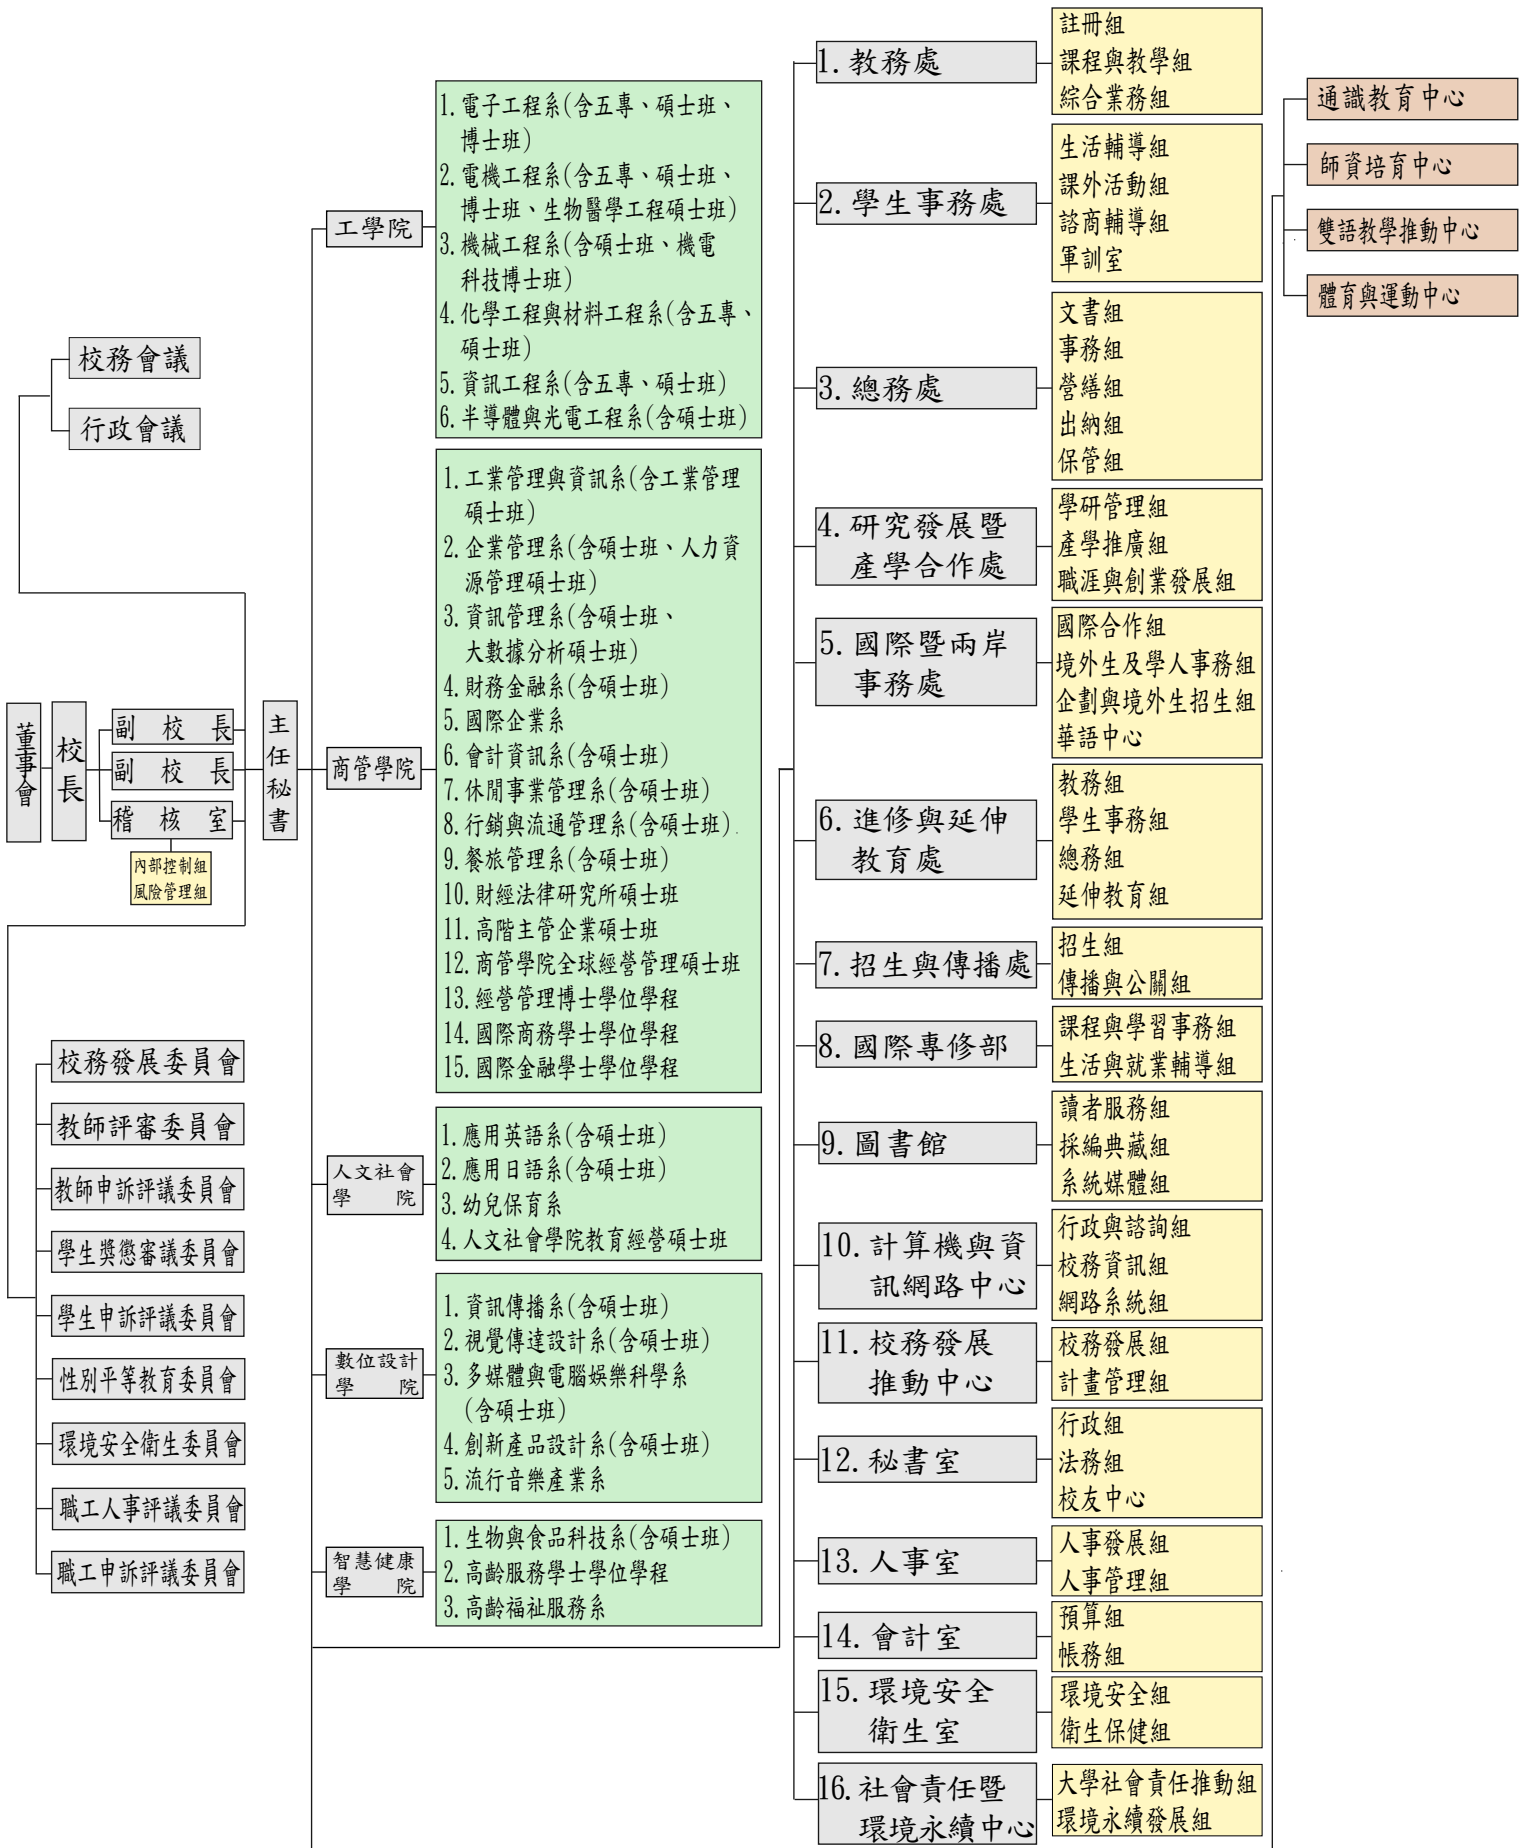 校務會議
行政會議
董事會
校長
副校長
副校長
稽核室
內部控制組
風險管理組
主任秘書
校務發展委員會
教師評審委員會
教師申訴評議委員會
學生獎懲審議委員會
學生申訴評議委員會
性別平等教育委員會
環境安全衛生委員會
職工人事評議委員會
職工申訴評議委員會
工學院
1.電子工程系(含五專、碩士班、
博士班)
2.電機工程系(含五專、碩士班、
博士班、生物醫學工程碩士班)
3.機械工程系(含碩士班、機電
科技博士班)
4.化學工程與材料工程系(含五專、
碩士班)
5.資訊工程系(含五專、碩士班)
6.半導體與光電工程系(含碩士班)
商管學院
1.工業管理與資訊系(含工業管理
碩士班)
2.企業管理系(含碩士班、人力資
源管理碩士班)
3.資訊管理系(含碩士班、
大數據分析碩士班)
4.財務金融系(含碩士班)
5.國際企業系
6.會計資訊系(含碩士班)
7.休閒事業管理系(含碩士班)
8.行銷與流通管理系(含碩士班)
9.餐旅管理系(含碩士班)
10.財經法律研究所碩士班
11.高階主管企業碩士班
12.商管學院全球經營管理碩士班
13.經營管理博士學位學程
14.國際商務學士學位學程
15.國際金融學士學位學程
人文社會
學院
1.應用英語系(含碩士班)
2.應用日語系(含碩士班)
3.幼兒保育系
4.人文社會學院教育經營碩士班
數位設計
學院
1.資訊傳播系(含碩士班)
2.視覺傳達設計系(含碩士班)
3.多媒體與電腦娛樂科學系
(含碩士班)
4.創新產品設計系(含碩士班)
5.流行音樂產業系
智慧健康
學院
1.生物與食品科技系(含碩士班)
2.高齡服務學士學位學程
3.高齡福祉服務系
1.教務處
註冊組
課程與教學組
綜合業務組
2.學生事務處
生活輔導組
課外活動組
諮商輔導組
軍訓室
3.總務處
文書組
事務組
營繕組
出納組
保管組
4.研究發展暨
產學合作處
學研管理組
產學推廣組
職涯與創業發展組
5.國際暨兩岸
事務處
國際合作組
境外生及學人事務組
企劃與境外生招生組
華語中心
6.進修與延伸
教育處
教務組
學生事務組
總務組
延伸教育組
7.招生與傳播處
招生組
傳播與公關組
8.國際專修部
課程與學習事務組
生活與就業輔導組
9.圖書館
讀者服務組
採編典藏組
系統媒體組
10.計算機與資
訊網路中心
行政與諮詢組
校務資訊組
網路系統組
11.校務發展
推動中心
校務發展組
計畫管理組
12.秘書室
行政組
法務組
校友中心
13.人事室
人事發展組
人事管理組
14.會計室
預算組
帳務組
15.環境安全
衛生室
環境安全組
衛生保健組
16.社會責任暨
環境永續中心
大學社會責任推動組
環境永續發展組
通識教育中心
師資培育中心
雙語教學推動中心
體育與運動中心